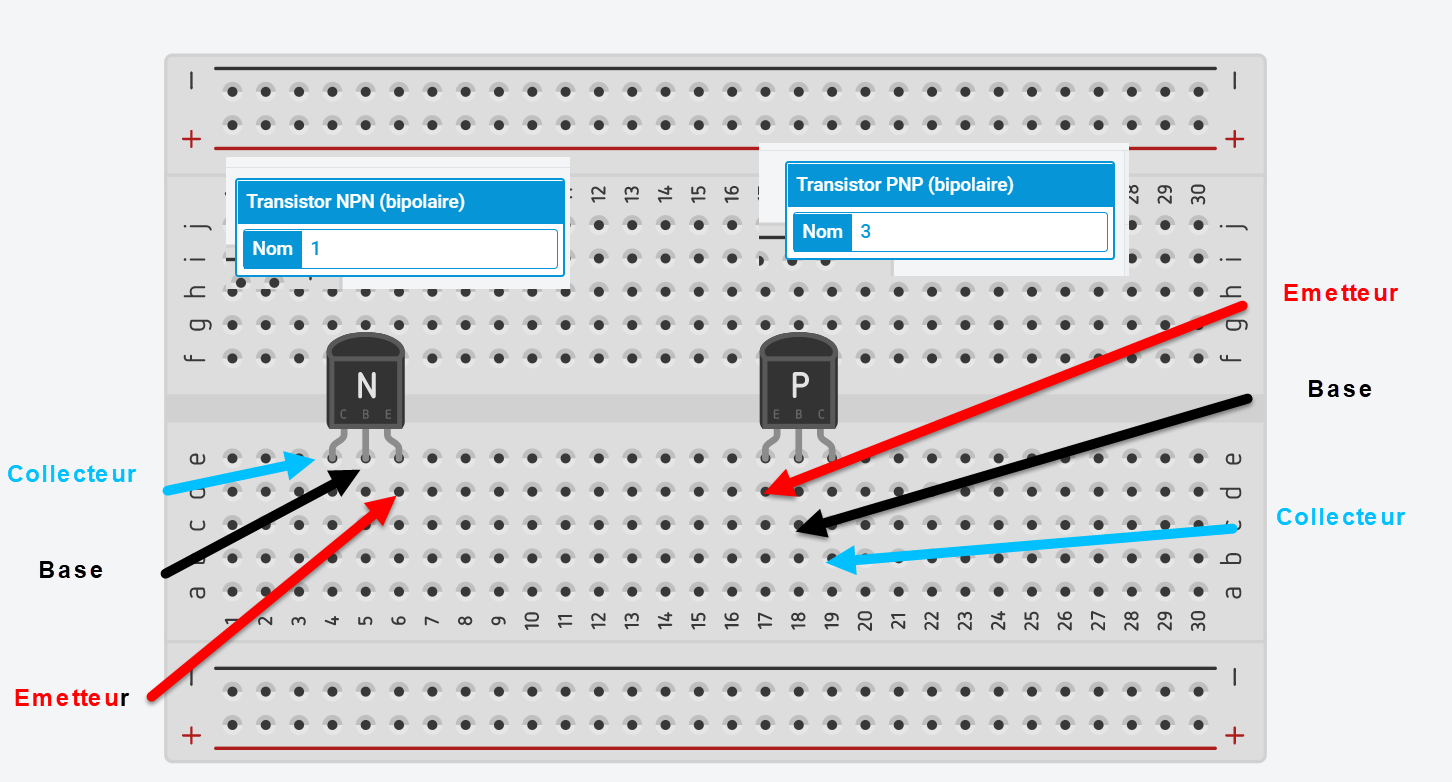 − −
+ +
12 13 14 15 16 28 29 30
Transistor NPN (bipolaire)
Nom 1
Transistor PNP (bipolaire)
Nom 3
j j
i i
h h
g g
f f
Emetteur
N
C B E
P
E B C
Base
Collecteur
e e
d
c
b
a a
Collecteur
Base
1 2 3 4 5 6 7 8 9 10 11 12 13 14 15 16 17 18 19 20 21 22 23 24 25 26 27 28 29 30
Emetteur
− −
+ +